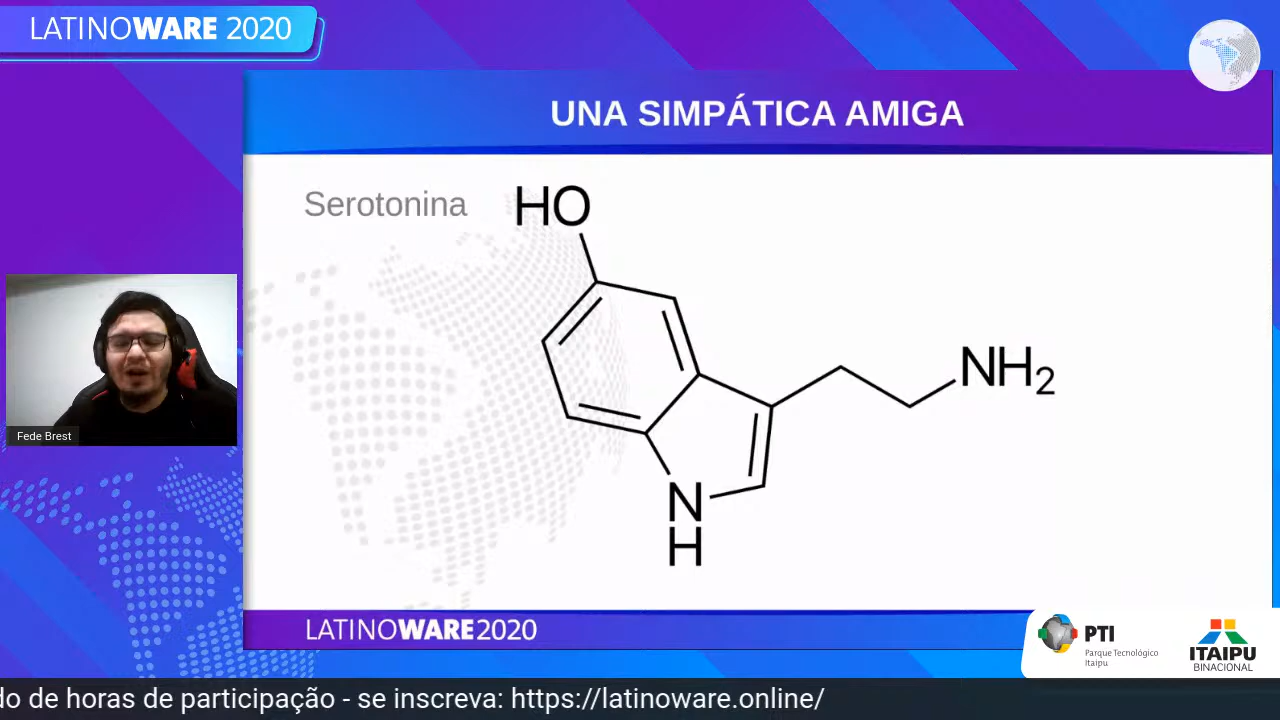 LATINOWARE 2020
UNA SIMPÁTICA AMIGA
Serotonina
HO
NH2
N
H
Fede Brest
LATINOWARE2020
PTI
Parque Tecnológico
Itaipu
ITAIPU
BINACIONAL
do de horas de participação - se inscreva: https://latinoware.online/